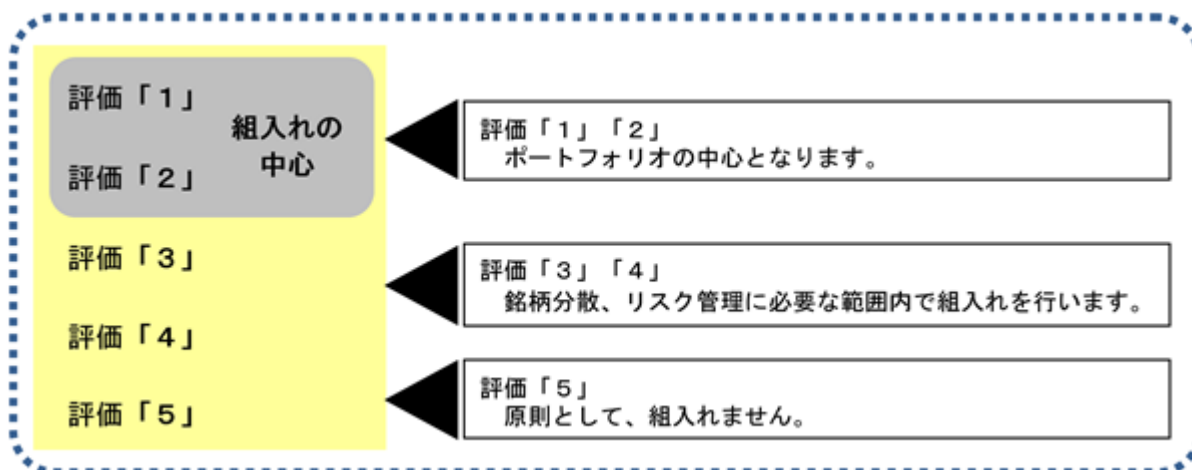 評価「１」
組入れの
中心
評価「２」
評価「３」
評価「４」
評価「５」
評価「１」「２」
ポートフォリオの中心となります。
評価「３」「４」
銘柄分散、リスク管理に必要な範囲内で組入れを行います。
評価「５」
原則として、組入れません。